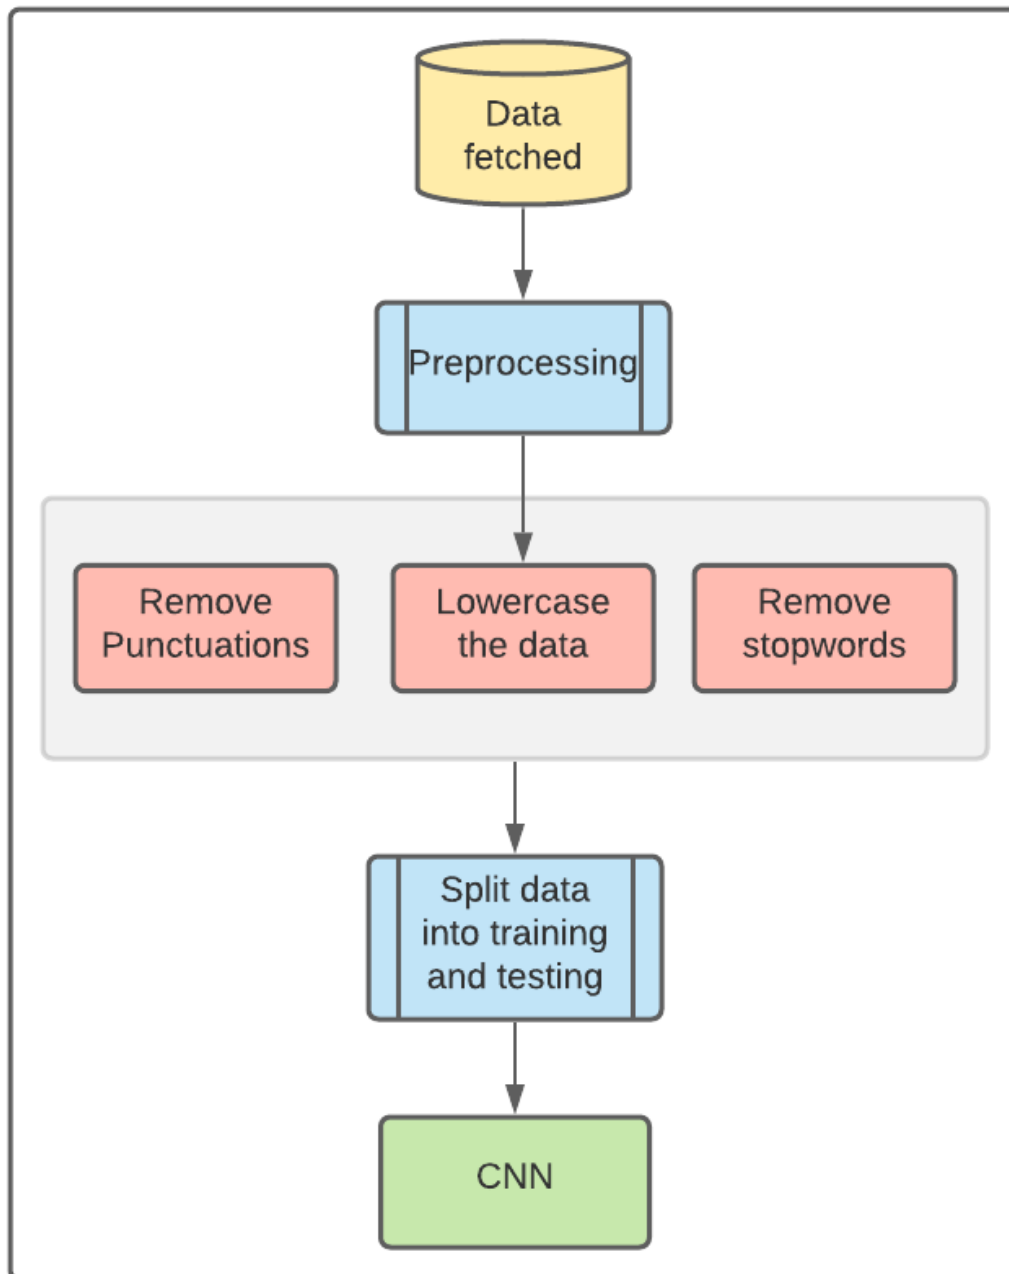 Data
fetched
Preprocessing
Remove
Punctuations
Lowercase
the data
Remove
stopwords
Split data
into training
and testing
CNN